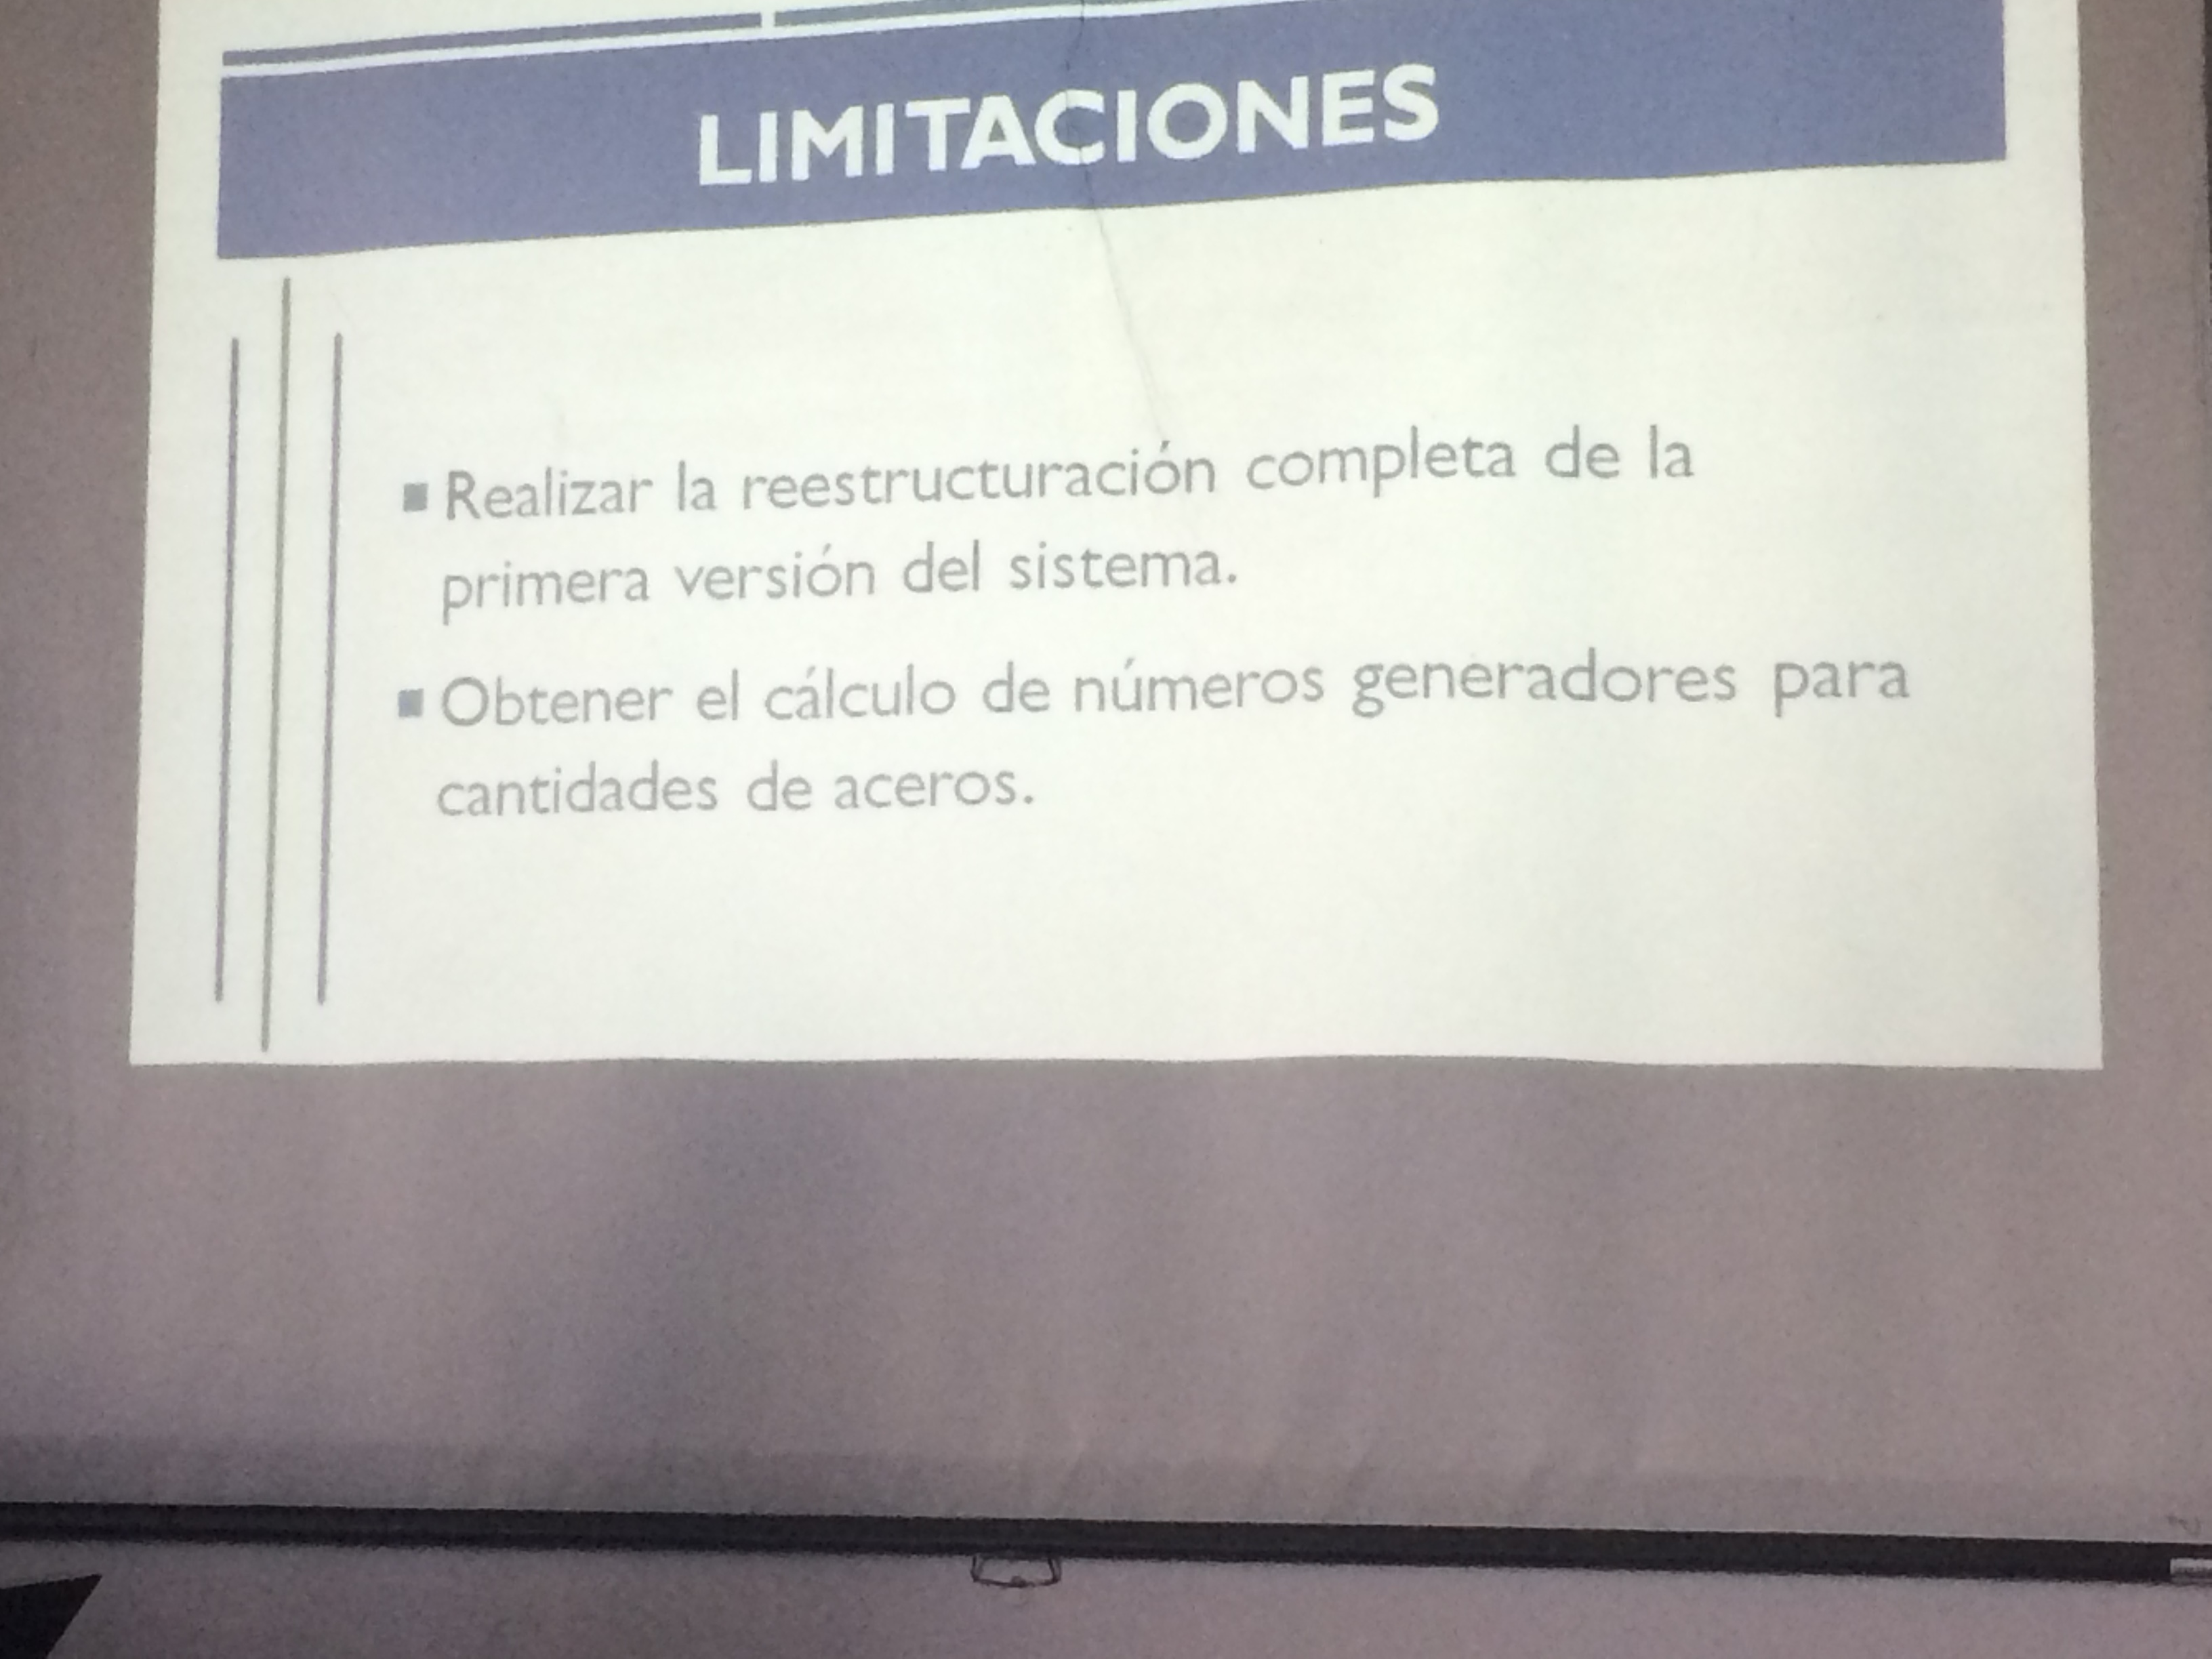 LIMITACIONES
▪ Realizar la reestructuración completa de la
primera versión del sistema.
▪ Obtener el cálculo de números generadores para
cantidades de aceros.